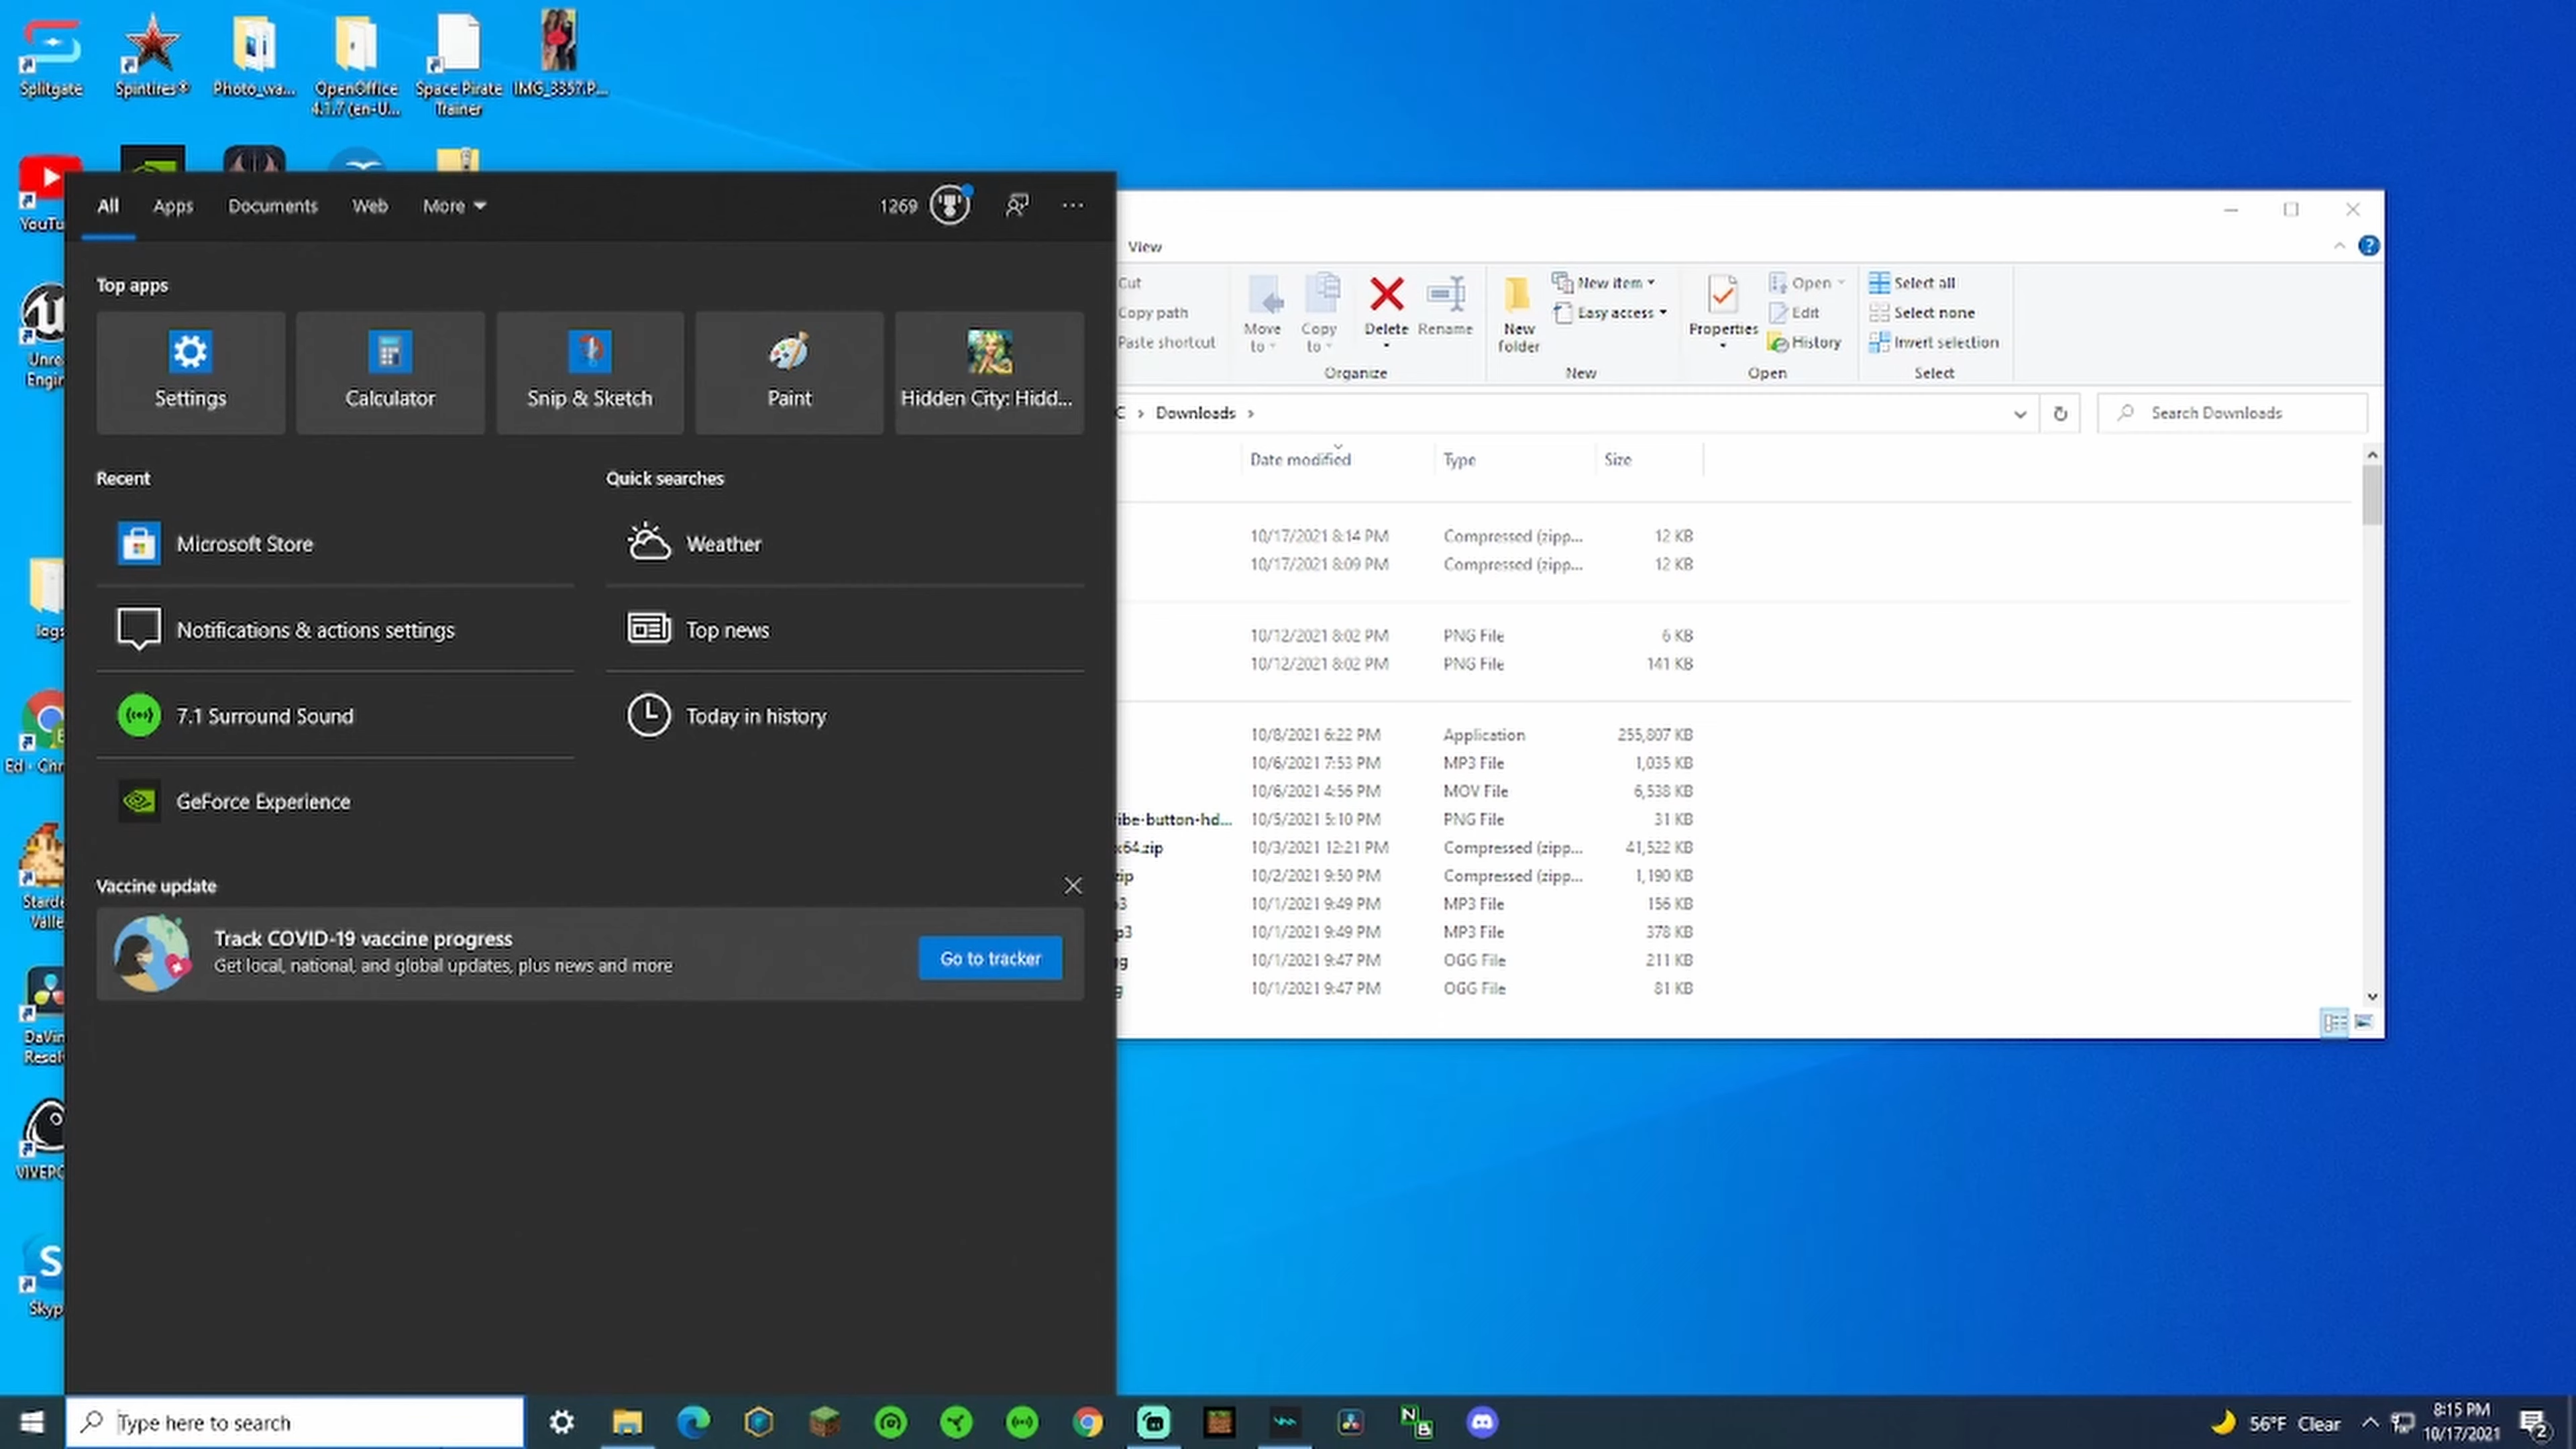 Splitgate
Spintires®
Photo_wa...
OpenOffice
4.1.7 (en-U...
Space Pirate
Trainer
IMG_3357.P...
YouTu
Unre
Engin
logs
Ed - Chr
Starde
Valle
DaVin
Resol
VIVEPO
Skyp
All
Apps
Documents
Web
More
1269
Top apps
Settings
Calculator
Snip & Sketch
Paint
Hidden City: Hidd...
Recent
Microsoft Store
Notifications & actions settings
7.1 Surround Sound
GeForce Experience
Quick searches
Weather
Top news
Today in history
Vaccine update
Track COVID-19 vaccine progress
Get local, national, and global updates, plus news and more
Go to tracker
View
Cut
Copy path
Paste shortcut
Move
to
Copy
to
Delete
Rename
Organize
New
folder
New item
Easy access
New
Properties
Open
Edit
History
Open
Select all
Select none
Invert selection
Select
C › Downloads ›
Search Downloads
Date modified Type Size
10/17/2021 8:14 PM Compressed (zipp... 12 KB
10/17/2021 8:09 PM Compressed (zipp... 12 KB
10/12/2021 8:02 PM PNG File 6 KB
10/12/2021 8:02 PM PNG File 141 KB
10/8/2021 6:22 PM Application 255,807 KB
10/6/2021 7:53 PM MP3 File 1,035 KB
10/6/2021 4:56 PM MOV File 6,538 KB
ibe-button-hd... 10/5/2021 5:10 PM PNG File 31 KB
x64.zip 10/3/2021 12:21 PM Compressed (zipp... 41,522 KB
zip 10/2/2021 9:50 PM Compressed (zipp... 1,190 KB
p3 10/1/2021 9:49 PM MP3 File 156 KB
p3 10/1/2021 9:49 PM MP3 File 378 KB
gg 10/1/2021 9:47 PM OGG File 211 KB
g 10/1/2021 9:47 PM OGG File 81 KB
Type here to search
N
B
56°F Clear
8:15 PM
10/17/2021
2